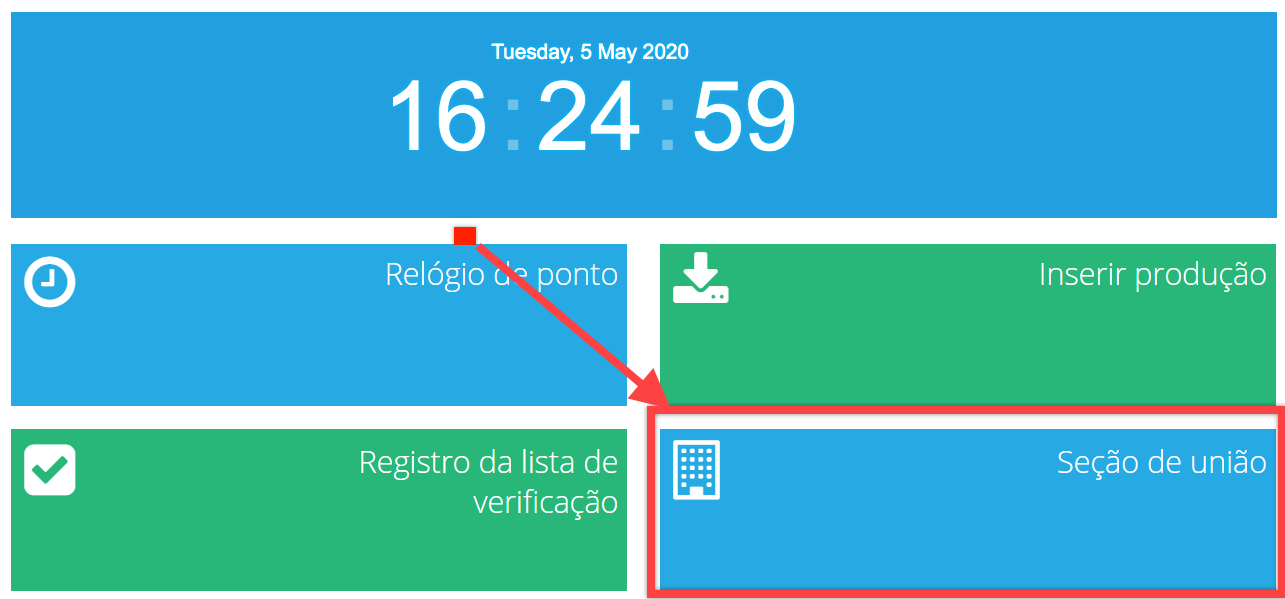 Tuesday, 5 May 2020
16:24:59
Relógio de ponto
Inserir produção
Registro da lista de
verificação
Seção de união